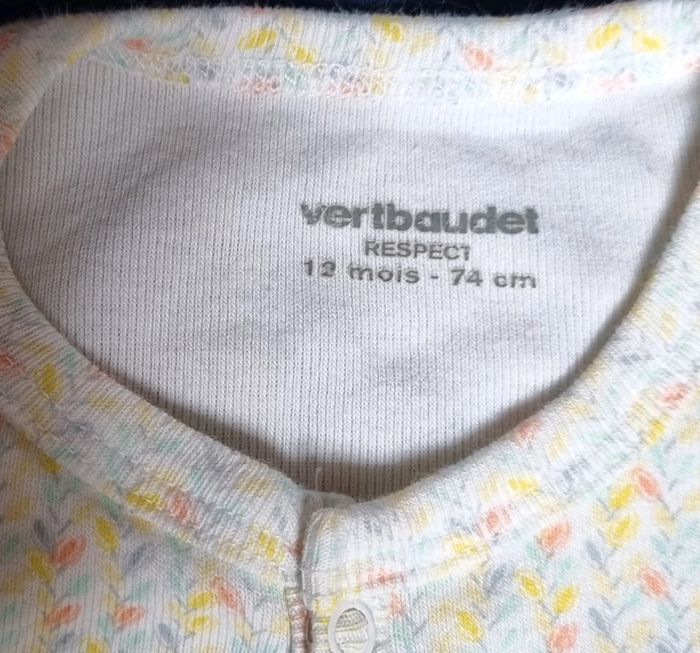 vertbaudet
RESPECT
12 mois - 74 cm